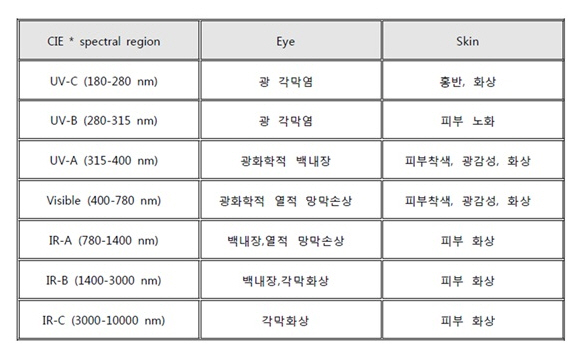 CIE * spectral region Eye Skin
UV-C (180-280 nm) 광 각막염 홍반, 화상
UV-B (280-315 nm) 광 각막염 피부 노화
UV-A (315-400 nm) 광화학적 백내장 피부착색, 광감성, 화상
Visible (400-780 nm) 광화학적 열적 망막손상 피부착색, 광감성, 화상
IR-A (780-1400 nm) 백내장,열적 망막손상 피부 화상
IR-B (1400-3000 nm) 백내장,각막화상 피부 화상
IR-C (3000-10000 nm) 각막화상 피부 화상